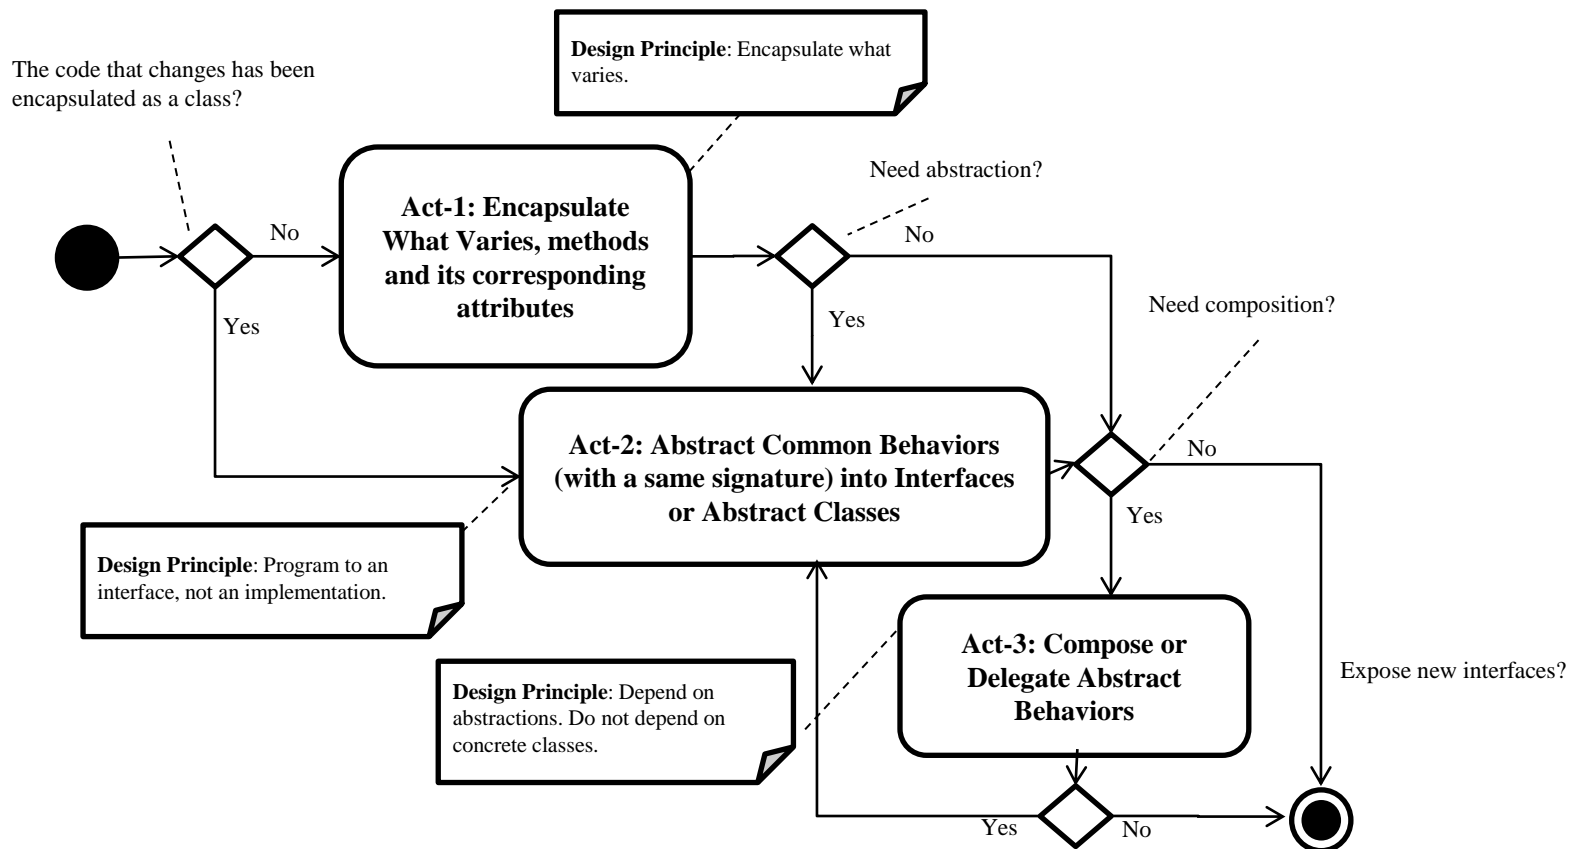 Design Principle: Encapsulate what
varies.
The code that changes has been
encapsulated as a class?
Need abstraction?
Act-1: Encapsulate
What Varies, methods
and its corresponding
attributes
No
No
Yes
Yes
Need composition?
Act-2: Abstract Common Behaviors
(with a same signature) into Interfaces
or Abstract Classes
No
Yes
Design Principle: Program to an
interface, not an implementation.
Act-3: Compose or
Delegate Abstract
Behaviors
Expose new interfaces?
Design Principle: Depend on
abstractions. Do not depend on
concrete classes.
Yes
No